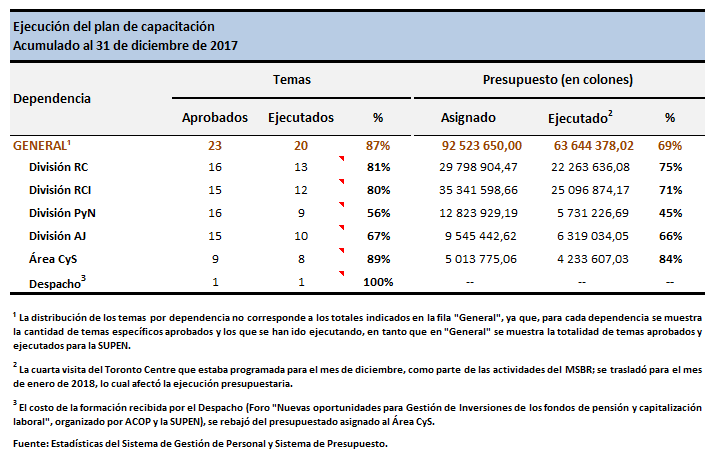 Ejecución del plan de capacitación
Acumulado al 31 de diciembre de 2017
Dependencia Temas Presupuesto (en colones)
Aprobados Ejecutados % Asignado Ejecutado² %
GENERAL¹ 23 20 87% 92 523 650,00 63 644 378,02 69%
División RC 16 13 81% 29 798 904,47 22 263 636,08 75%
División RCI 15 12 80% 35 341 598,66 25 096 874,17 71%
División PyN 16 9 56% 12 823 929,19 5 731 226,69 45%
División AJ 15 10 67% 9 545 442,62 6 319 034,05 66%
Área CyS 9 8 89% 5 013 775,06 4 233 607,03 84%
Despacho³ 1 1 100% -- -- --
¹ La distribución de los temas por dependencia no corresponde a los totales indicados en la fila "General", ya que, para cada dependencia se muestra
la cantidad de temas específicos aprobados y los que se han ido ejecutando, en tanto que en "General" se muestra la totalidad de temas aprobados y
ejecutados para la SUPEN.
² La cuarta visita del Toronto Centre que estaba programada para el mes de diciembre, como parte de las actividades del MSBR; se trasladó para el mes
de enero de 2018, lo cual afectó la ejecución presupuestaria.
³ El costo de la formación recibida por el Despacho (Foro "Nuevas oportunidades para Gestión de Inversiones de los fondos de pensión y capitalización
laboral", organizado por ACOP y la SUPEN), se rebajó del presupuestado asignado al Área CyS.
Fuente: Estadísticas del Sistema de Gestión de Personal y Sistema de Presupuesto.